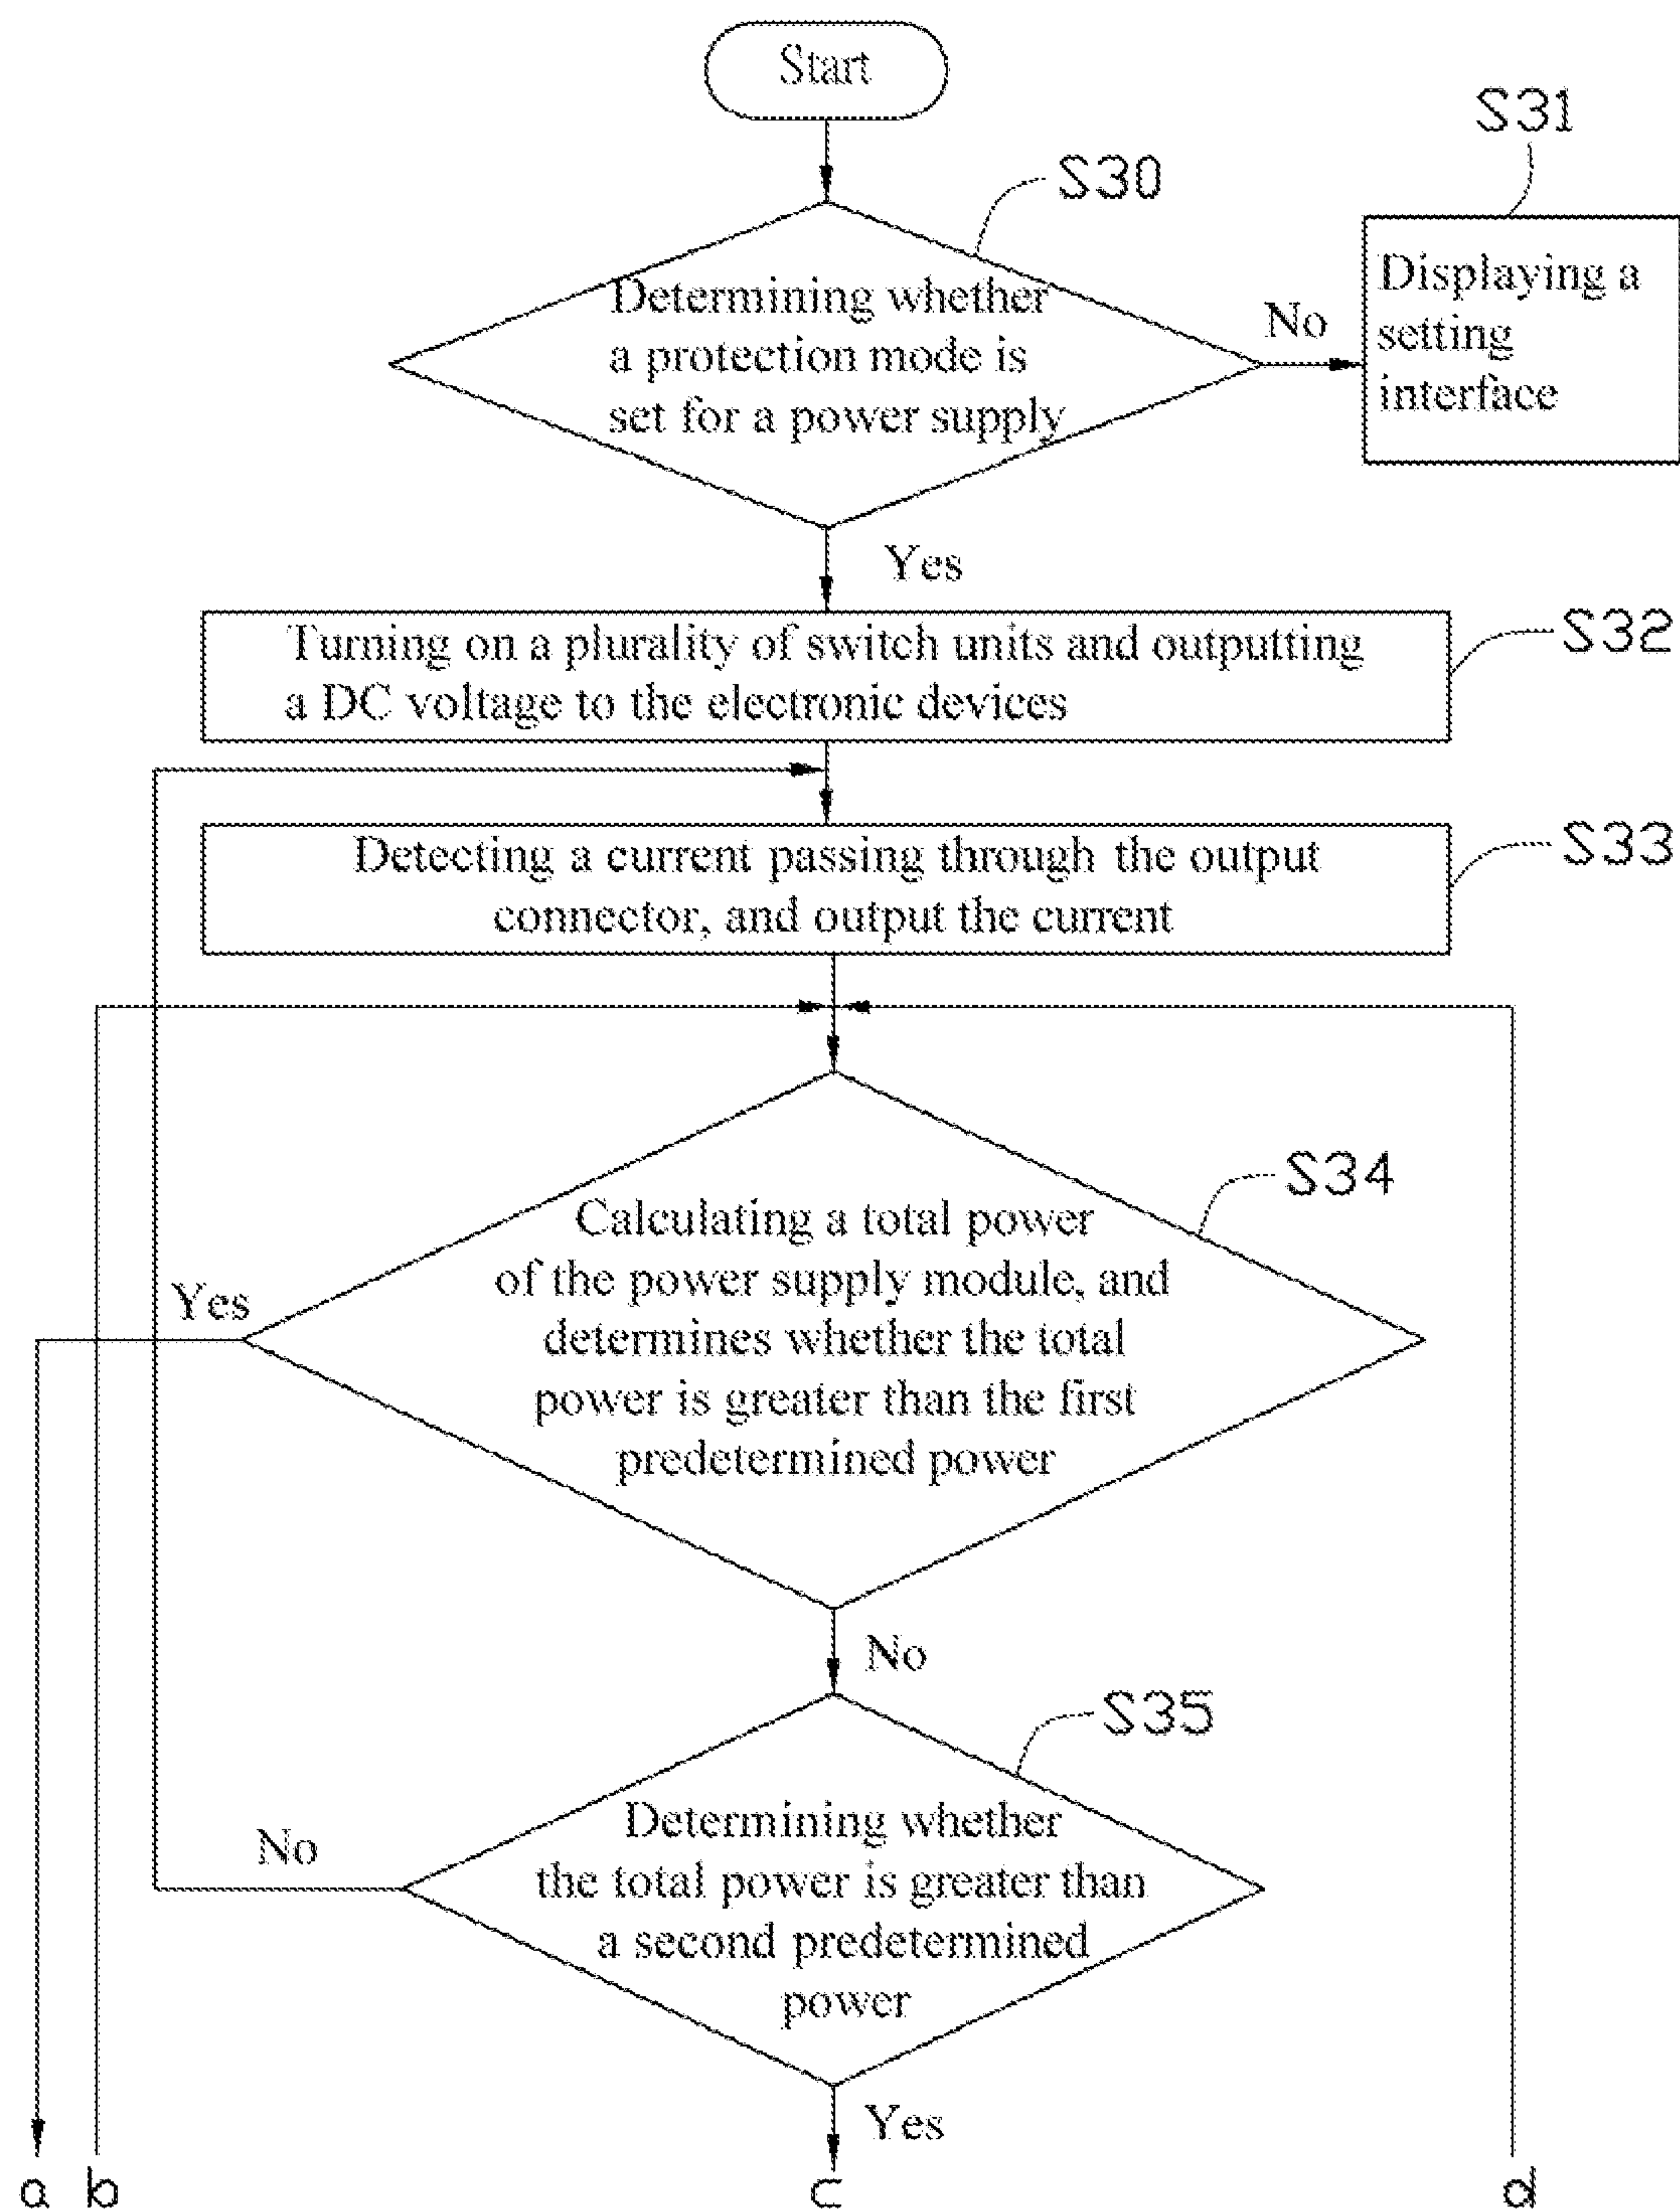 Start
S30
S31
Determining whether
a protection mode is
set for a power supply
No
Displaying a
setting
interface
Yes
Turning on a plurality of switch units and outputting
a DC voltage to the electronic devices
S32
Detecting a current passing through the output
connector, and output the current
S33
S34
Calculating a total power
of the power supply module, and
determines whether the total
power is greater than the first
predetermined power
Yes
No
S35
Determining whether
the total power is greater than
a second predetermined
power
No
Yes
a b c d